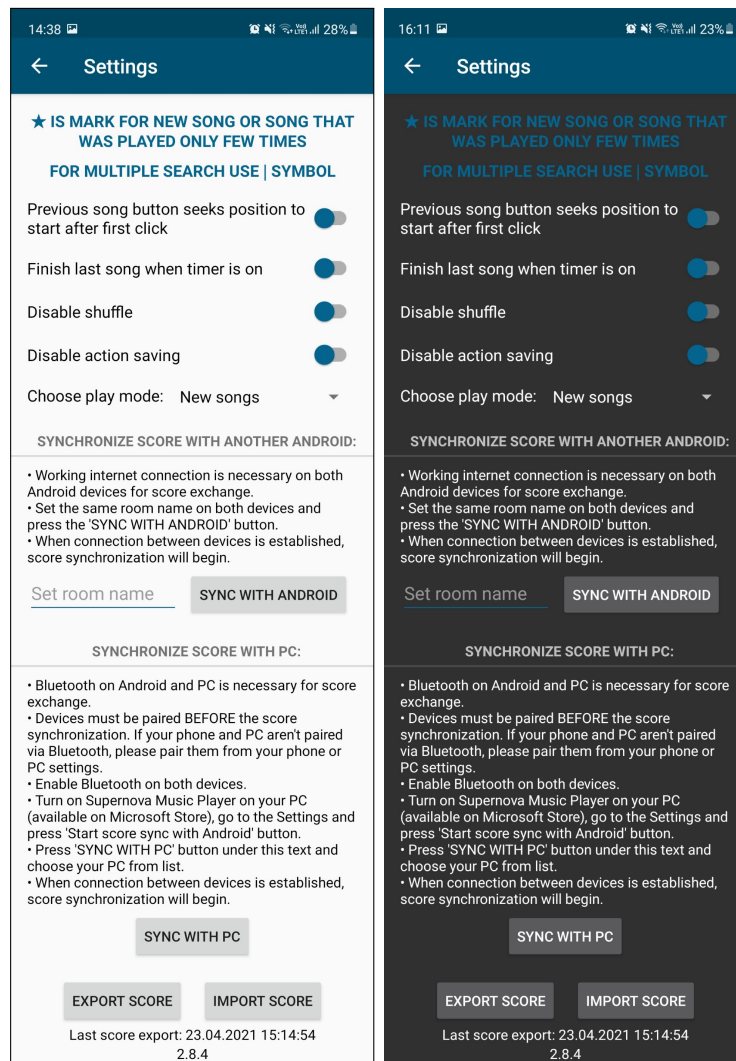 14:38 Vo)) LTE1 28%
← Settings
★ IS MARK FOR NEW SONG OR SONG THAT
WAS PLAYED ONLY FEW TIMES
FOR MULTIPLE SEARCH USE | SYMBOL
Previous song button seeks position to
start after first click
Finish last song when timer is on
Disable shuffle
Disable action saving
Choose play mode: New songs
SYNCHRONIZE SCORE WITH ANOTHER ANDROID:
• Working internet connection is necessary on both
Android devices for score exchange.
• Set the same room name on both devices and
press the 'SYNC WITH ANDROID' button.
• When connection between devices is established,
score synchronization will begin.
Set room name SYNC WITH ANDROID
SYNCHRONIZE SCORE WITH PC:
• Bluetooth on Android and PC is necessary for score
exchange.
• Devices must be paired BEFORE the score
synchronization. If your phone and PC aren't paired
via Bluetooth, please pair them from your phone or
PC settings.
• Enable Bluetooth on both devices.
• Turn on Supernova Music Player on your PC
(available on Microsoft Store), go to the Settings and
press 'Start score sync with Android' button.
• Press 'SYNC WITH PC' button under this text and
choose your PC from list.
• When connection between devices is established,
score synchronization will begin.
SYNC WITH PC
EXPORT SCORE IMPORT SCORE
Last score export: 23.04.2021 15:14:54
2.8.4
16:11 Vo)) LTE1 23%
← Settings
★ IS MARK FOR NEW SONG OR SONG THAT
WAS PLAYED ONLY FEW TIMES
FOR MULTIPLE SEARCH USE | SYMBOL
Previous song button seeks position to
start after first click
Finish last song when timer is on
Disable shuffle
Disable action saving
Choose play mode: New songs
SYNCHRONIZE SCORE WITH ANOTHER ANDROID:
• Working internet connection is necessary on both
Android devices for score exchange.
• Set the same room name on both devices and
press the 'SYNC WITH ANDROID' button.
• When connection between devices is established,
score synchronization will begin.
Set room name SYNC WITH ANDROID
SYNCHRONIZE SCORE WITH PC:
• Bluetooth on Android and PC is necessary for score
exchange.
• Devices must be paired BEFORE the score
synchronization. If your phone and PC aren't paired
via Bluetooth, please pair them from your phone or
PC settings.
• Enable Bluetooth on both devices.
• Turn on Supernova Music Player on your PC
(available on Microsoft Store), go to the Settings and
press 'Start score sync with Android' button.
• Press 'SYNC WITH PC' button under this text and
choose your PC from list.
• When connection between devices is established,
score synchronization will begin.
SYNC WITH PC
EXPORT SCORE IMPORT SCORE
Last score export: 23.04.2021 15:14:54
2.8.4